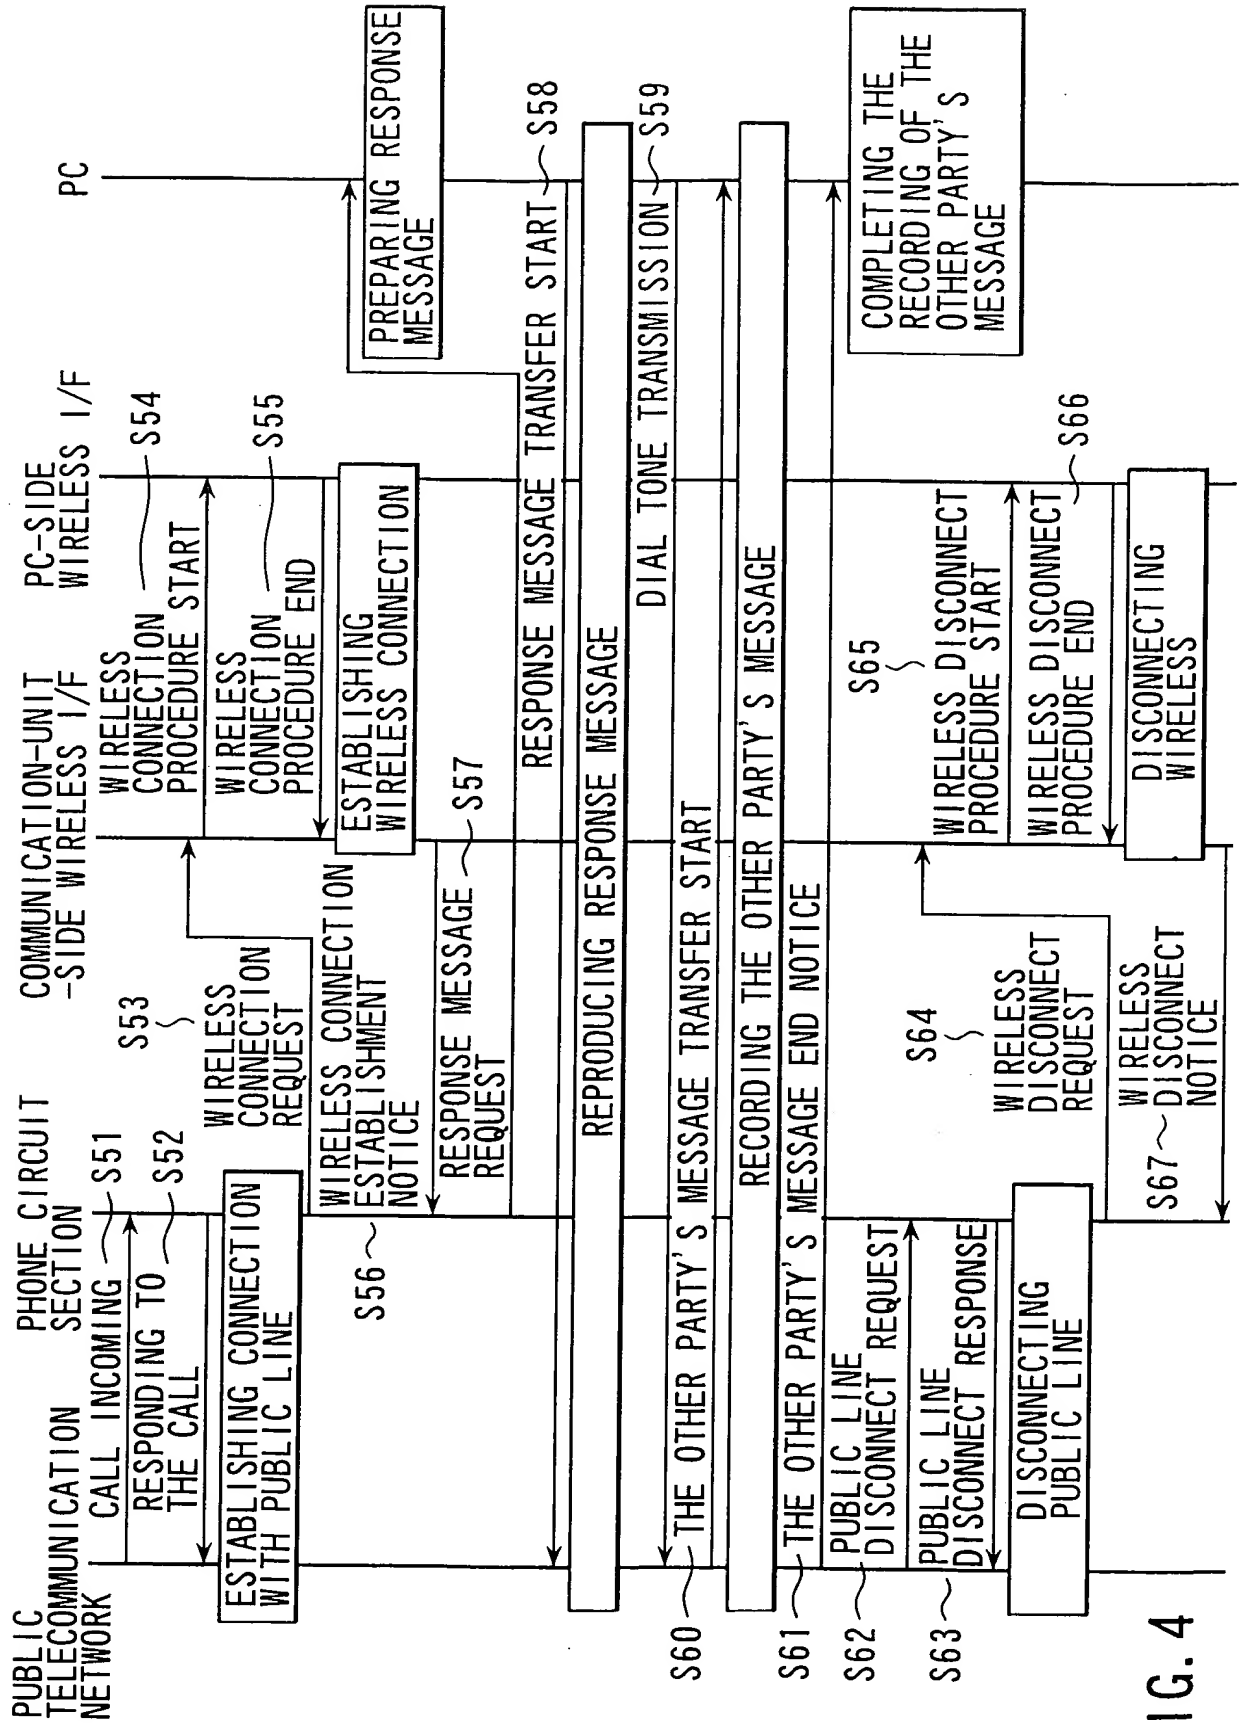 PUBLIC
TELECOMMUNICATION
NETWORK
PHONE CIRCUIT
SECTION
COMMUNICATION-UNIT
-SIDE WIRELESS I/F
PC-SIDE
WIRELESS I/F
PC
CALL INCOMING
S51
RESPONDING TO
THE CALL
S52
ESTABLISHING CONNECTION
WITH PUBLIC LINE
S53
WIRELESS
CONNECTION
REQUEST
WIRELESS
CONNECTION
PROCEDURE START
S54
WIRELESS
CONNECTION
PROCEDURE END
S55
ESTABLISHING
WIRELESS CONNECTION
WIRELESS CONNECTION
ESTABLISHMENT
NOTICE
S56
RESPONSE MESSAGE
REQUEST
S57
PREPARING RESPONSE
MESSAGE
RESPONSE MESSAGE TRANSFER START
S58
REPRODUCING RESPONSE MESSAGE
DIAL TONE TRANSMISSION
S59
S60
THE OTHER PARTY'S MESSAGE TRANSFER START
RECORDING THE OTHER PARTY'S MESSAGE
S61
THE OTHER PARTY'S MESSAGE END NOTICE
COMPLETING THE
RECORDING OF THE
OTHER PARTY'S
MESSAGE
S62
PUBLIC LINE
DISCONNECT REQUEST
S63
PUBLIC LINE
DISCONNECT RESPONSE
DISCONNECTING
PUBLIC LINE
S64
WIRELESS
DISCONNECT
REQUEST
S65
WIRELESS DISCONNECT
PROCEDURE START
WIRELESS DISCONNECT
PROCEDURE END
S66
DISCONNECTING
WIRELESS
WIRELESS
DISCONNECT
NOTICE
S67
IG. 4